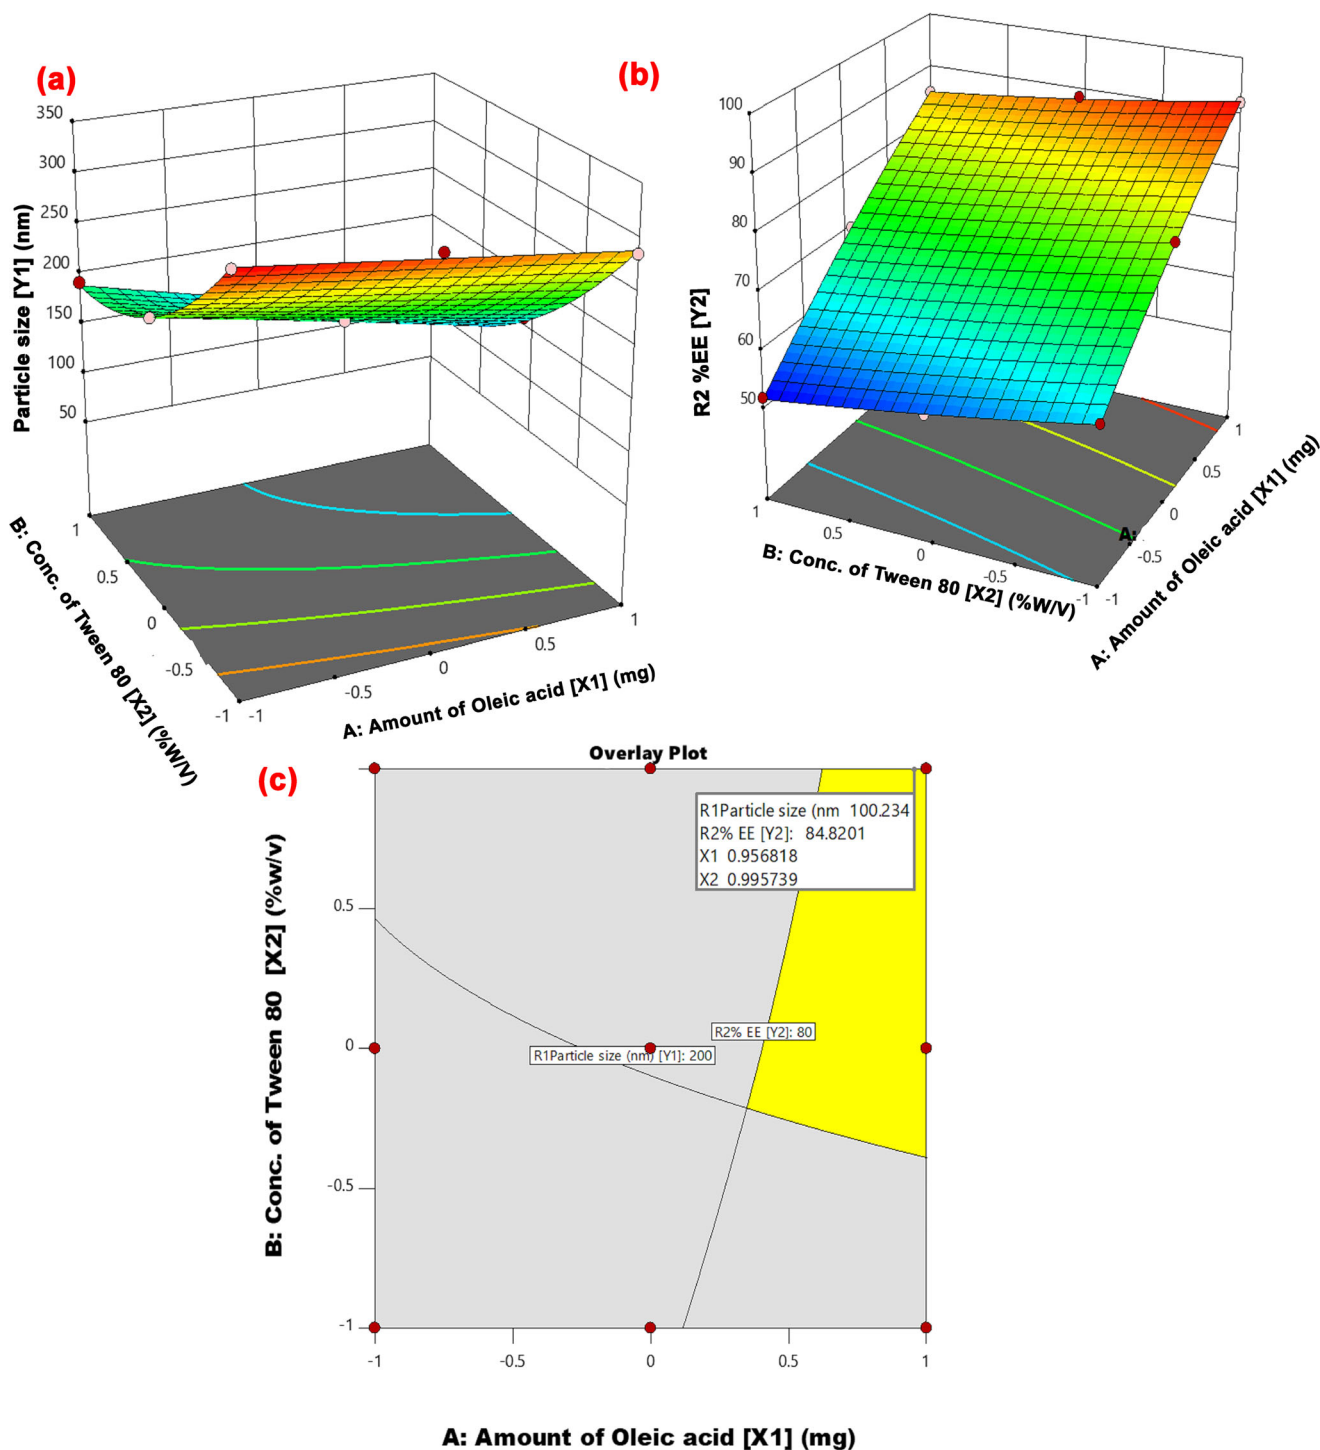 (a)
350
300
250
200
150
100
50
Particle size [Y1] (nm)
1
0.5
0
-0.5
-1
B: Conc. of Tween 80 [X2] (%W/V)
-1
-0.5
0
0.5
1
A: Amount of Oleic acid [X1] (mg)
(b)
100
90
80
70
60
50
R2 %EE [Y2]
1
0.5
0
-0.5
-1
B: Conc. of Tween 80 [X2] (%W/V)
-1
-0.5
0
0.5
1
A:
A: Amount of Oleic acid [X1] (mg)
(c)
Overlay Plot
R1Particle size (nm 100.234
R2% EE [Y2]: 84.8201
X1 0.956818
X2 0.995739
R2% EE [Y2]: 80
R1Particle size (nm) [Y1]: 200
0.5
0
-0.5
-1
B: Conc. of Tween 80 [X2] (%w/v)
-1
-0.5
0
0.5
1
A: Amount of Oleic acid [X1] (mg)